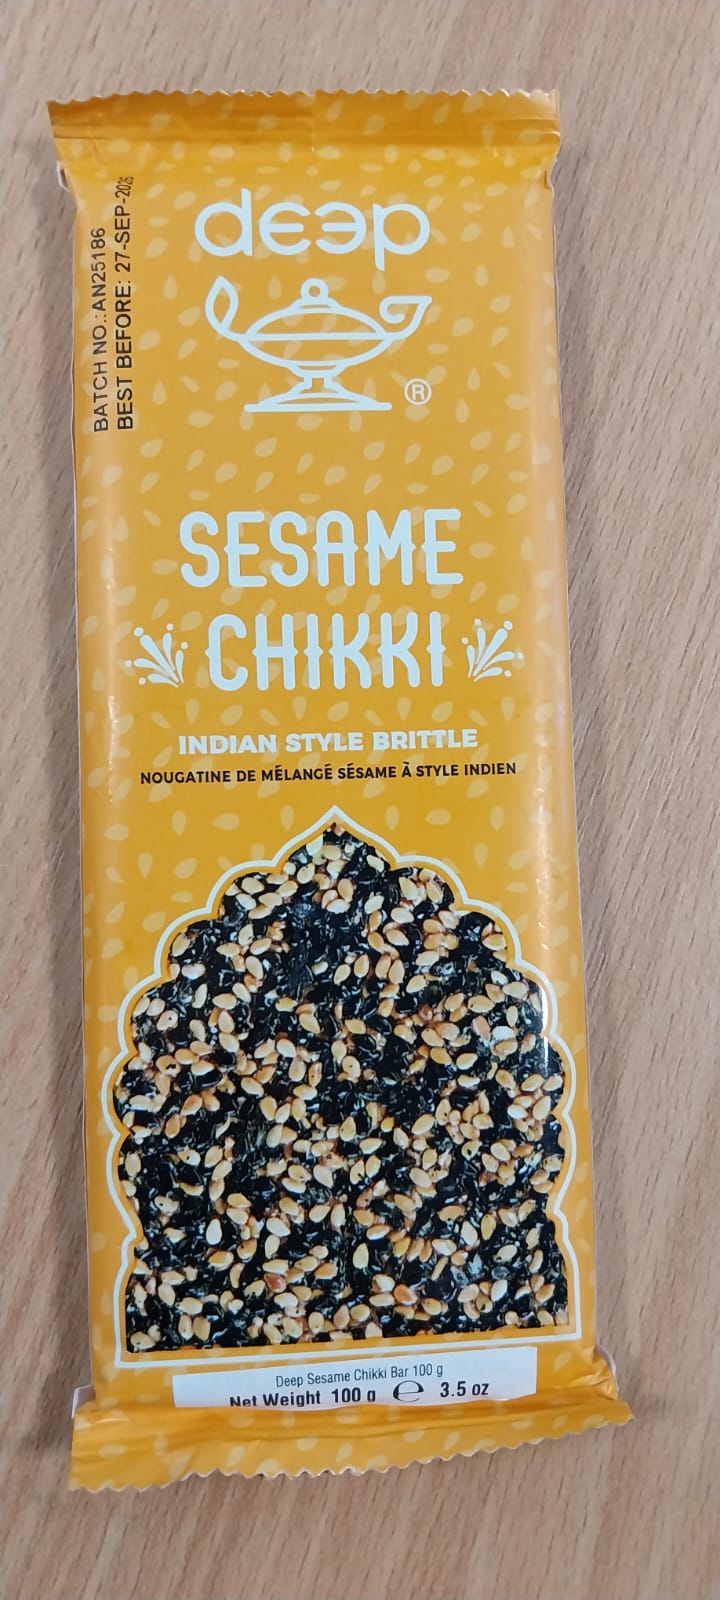 BATCH NO.:AN25186
BEST BEFORE: 27-SEP-2026
deep
®
SESAME
CHIKKI
INDIAN STYLE BRITTLE
NOUGATINE DE MÉLANGÉ SÉSAME À STYLE INDIEN
Deep Sesame Chikki Bar 100 g
Net Weight 100 g ℮ 3.5 oz